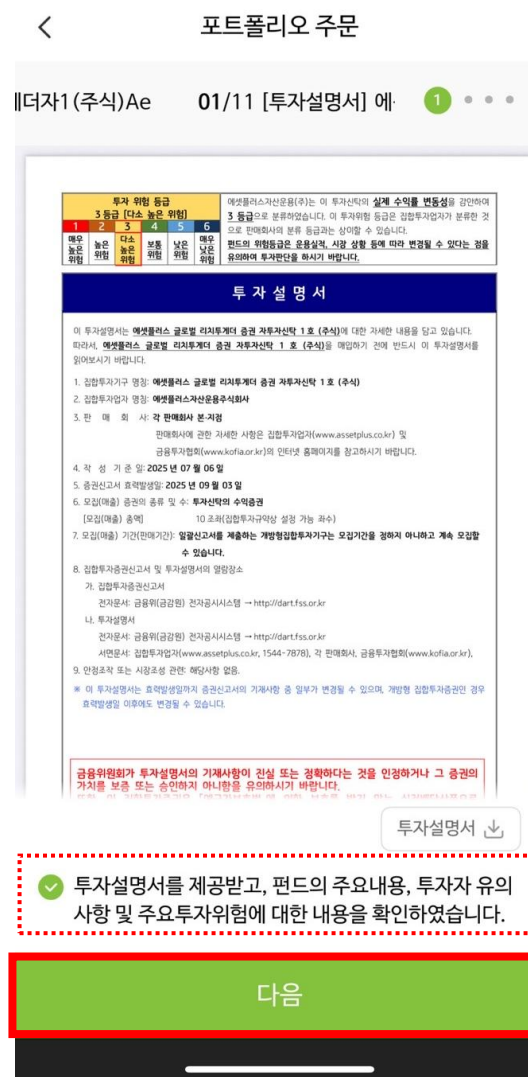 포트폴리오 주문
더자1(주식)Ae 01/11 [투자설명서] 에 1
투자 위험 등급
3 등급 [다소 높은 위험]
1 2 3 4 5 6
매우 높은 위험 높은 위험 다소 높은 위험 보통 위험 낮은 위험 매우 낮은 위험
에셋플러스자산운용(주)는 이 투자신탁의 실제 수익률 변동성을 감안하여
3 등급으로 분류하였습니다. 이 투자위험 등급은 집합투자업자가 분류한 것
으로 판매회사의 분류 등급과는 상이할 수 있습니다.
펀드의 위험등급은 운용실적, 시장 상황 등에 따라 변경될 수 있다는 점을
유의하여 투자판단을 하시기 바랍니다.
투 자 설 명 서
이 투자설명서는 에셋플러스 글로벌 리치투게더 증권 자투자신탁 1 호 (주식)에 대한 자세한 내용을 담고 있습니다.
따라서, 에셋플러스 글로벌 리치투게더 증권 자투자신탁 1 호 (주식)을 매입하기 전에 반드시 이 투자설명서를
읽어보시기 바랍니다.
1. 집합투자기구 명칭: 에셋플러스 글로벌 리치투게더 증권 자투자신탁 1 호 (주식)
2. 집합투자업자 명칭: 에셋플러스자산운용주식회사
3. 판 매 회 사: 각 판매회사 본·지점
판매회사에 관한 자세한 사항은 집합투자업자(www.assetplus.co.kr) 및
금융투자협회(www.kofia.or.kr)의 인터넷 홈페이지를 참고하시기 바랍니다.
4. 작 성 기 준 일: 2025 년 07 월 06 일
5. 증권신고서 효력발생일: 2025 년 09 월 03 일
6. 모집(매출) 증권의 종류 및 수: 투자신탁의 수익증권
[모집(매출) 총액] 10 조좌(집합투자규약상 설정 가능 좌수)
7. 모집(매출) 기간(판매기간): 일괄신고서를 제출하는 개방형집합투자기구는 모집기간을 정하지 아니하고 계속 모집할
수 있습니다.
8. 집합투자증권신고서 및 투자설명서의 열람장소
가. 집합투자증권신고서
전자문서: 금융위(금감원) 전자공시시스템 → http://dart.fss.or.kr
나. 투자설명서
전자문서: 금융위(금감원) 전자공시시스템 → http://dart.fss.or.kr
서면문서: 집합투자업자(www.assetplus.co.kr, 1544-7878), 각 판매회사, 금융투자협회(www.kofia.or.kr),
9. 안정조작 또는 시장조성 관련: 해당사항 없음.
※ 이 투자설명서는 효력발생일까지 증권신고서의 기재사항 중 일부가 변경될 수 있으며, 개방형 집합투자증권인 경우
효력발생일 이후에도 변경될 수 있습니다.
금융위원회가 투자설명서의 기재사항이 진실 또는 정확하다는 것을 인정하거나 그 증권의
가치를 보증 또는 승인하지 아니함을 유의하시기 바랍니다.
투자설명서
투자설명서를 제공받고, 펀드의 주요내용, 투자자 유의
사항 및 주요투자위험에 대한 내용을 확인하였습니다.
다음